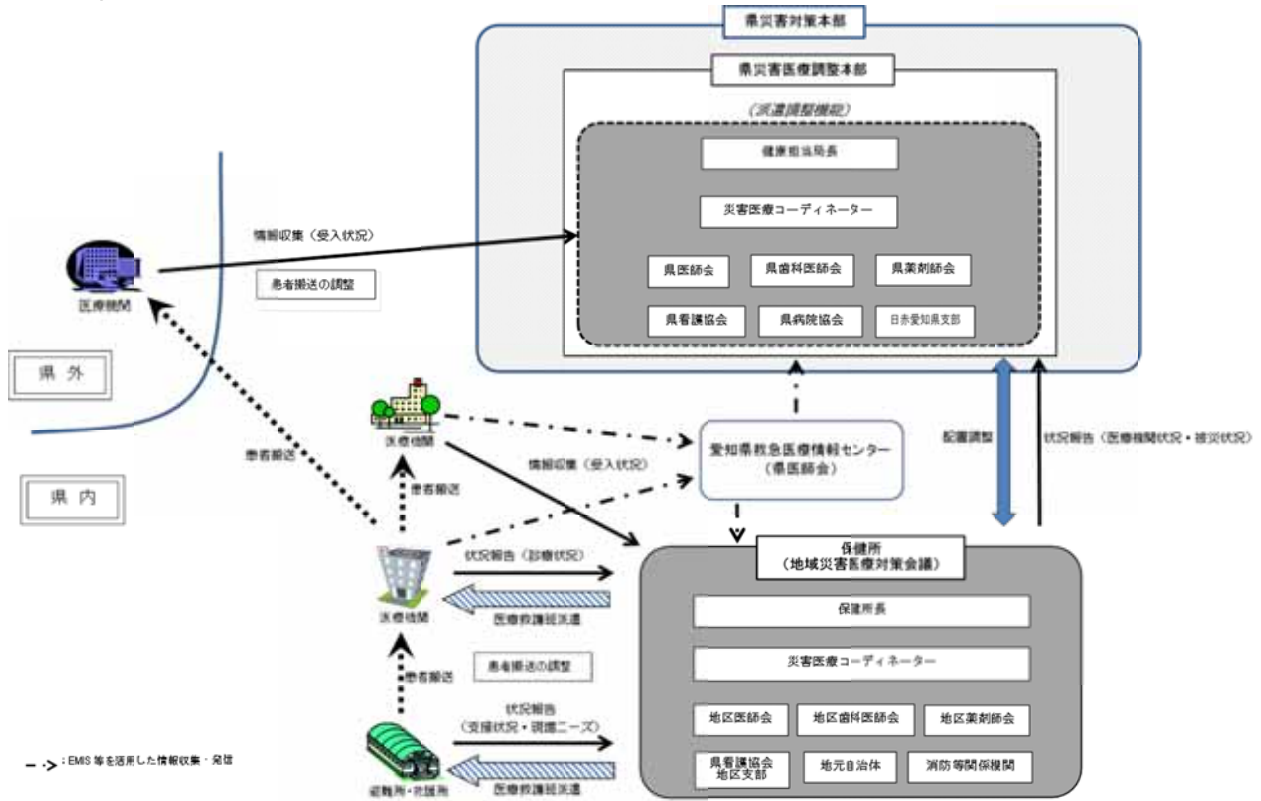 県災害対策本部
県災害医療調整本部
(派遣調整機能)
健康担当局長
災害医療コーディネーター
県医師会
県歯科医師会
県薬剤師会
県看護協会
県病院協会
日赤愛知県支部
情報収集(受入状況)
患者搬送の調整
医療機関
県 外
県 内
患者搬送
医療機関
患者搬送
情報収集(受入状況)
愛知県救急医療情報センター
(県医師会)
配置調整
状況報告(医療機関状況・被災状況)
医療機関
状況報告(診療状況)
医療救護班派遣
患者搬送
患者搬送の調整
状況報告
(支援状況・現地ニーズ)
医療救護班派遣
避難所・救護所
保健所
(地域災害医療対策会議)
保健所長
災害医療コーディネーター
地区医師会
地区歯科医師会
地区薬剤師会
県看護協会
地区支部
地元自治体
消防等関係機関
:EMIS 等を活用した情報収集・発信